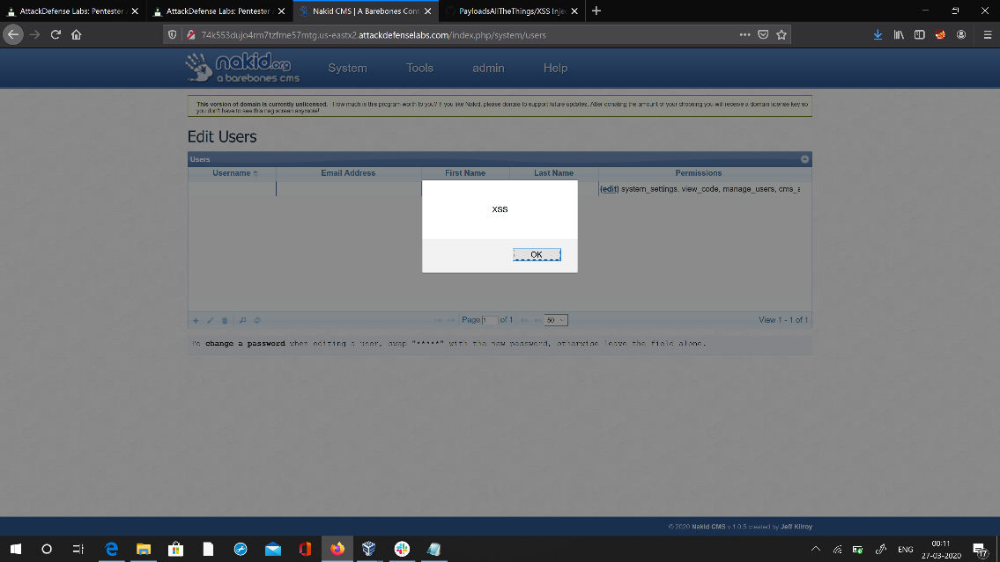 AttackDefense Labs: Pentester A
AttackDefense Labs: Pentester A
Nakid CMS | A Barebones Cont
PayloadsAllTheThings/XSS Injec
74k553dujo4rm7tzfme57mtg.us-eastx2.attackdefenselabs.com/index.php/system/users
nakid.org
a barebones cms
System
Tools
admin
Help
This version of domain is currently unlicensed. How much is this program worth to you? If you like Nakid, please donate to support future updates. After donating the amount of your choosing you will receive a domain license key so
you don't have to see this nag screan anymore!
Edit Users
Users
Username
Email Address
First Name
Last Name
Permissions
(edit) system_settings, view_code, manage_users, cms_a
XSS
OK
Page 1 of 1
50
View 1 - 1 of 1
To change a password when editing a user, swap "*****" with the new password, otherwise leave the field alone.
© 2020 Nakid CMS v 1.0.5 created by Jeff Kilroy
ENG
00:11
27-03-2020
17